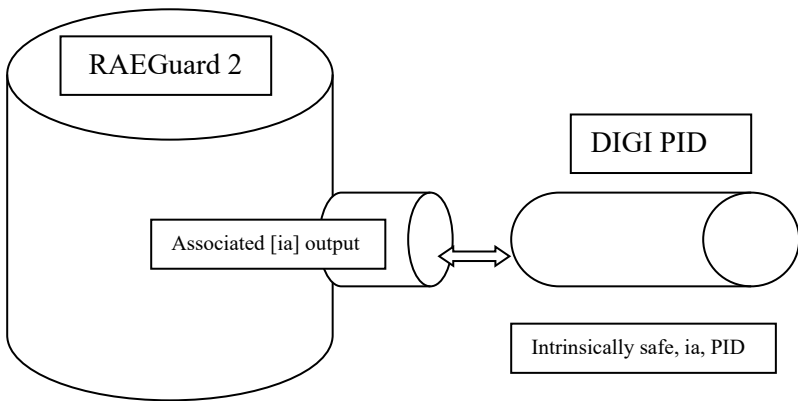 RAEGuard 2
DIGI PID
Associated [ia] output
Intrinsically safe, ia, PID